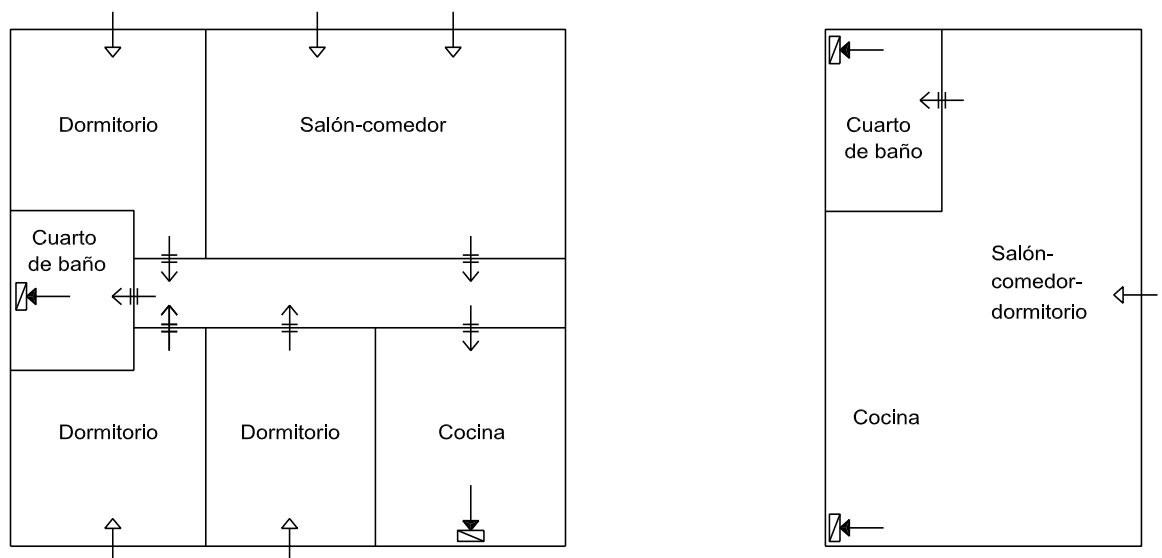 Dormitorio
Salón-comedor
Cuarto
de baño
Dormitorio
Dormitorio
Cocina
Cuarto
de baño
Salón-
comedor-
dormitorio
Cocina